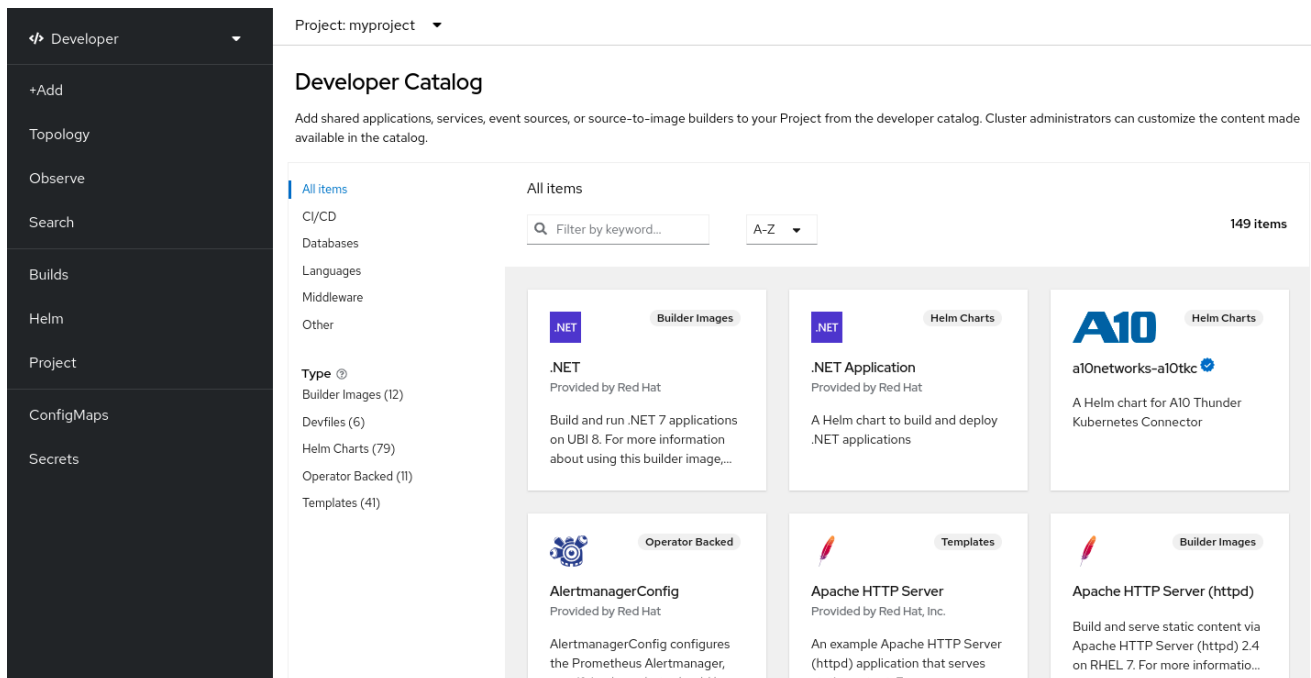 Developer
+Add
Topology
Observe
Search
Builds
Helm
Project
ConfigMaps
Secrets
Project: myproject
Developer Catalog
Add shared applications, services, event sources, or source-to-image builders to your Project from the developer catalog. Cluster administrators can customize the content made
available in the catalog.
All items
CI/CD
Databases
Languages
Middleware
Other
Type
Builder Images (12)
Devfiles (6)
Helm Charts (79)
Operator Backed (11)
Templates (41)
All items
Filter by keyword...
A-Z
149 items
.NET
Builder Images
.NET
Provided by Red Hat
Build and run .NET 7 applications
on UBI 8. For more information
about using this builder image,...
.NET
Helm Charts
.NET Application
Provided by Red Hat
A Helm chart to build and deploy
.NET applications
A10
Helm Charts
a10networks-a10tkc
A Helm chart for A10 Thunder
Kubernetes Connector
Operator Backed
AlertmanagerConfig
Provided by Red Hat
AlertmanagerConfig configures
the Prometheus Alertmanager,
Templates
Apache HTTP Server
Provided by Red Hat, Inc.
An example Apache HTTP Server
(httpd) application that serves
Builder Images
Apache HTTP Server (httpd)
Build and serve static content via
Apache HTTP Server (httpd) 2.4
on RHEL 7. For more informatio...